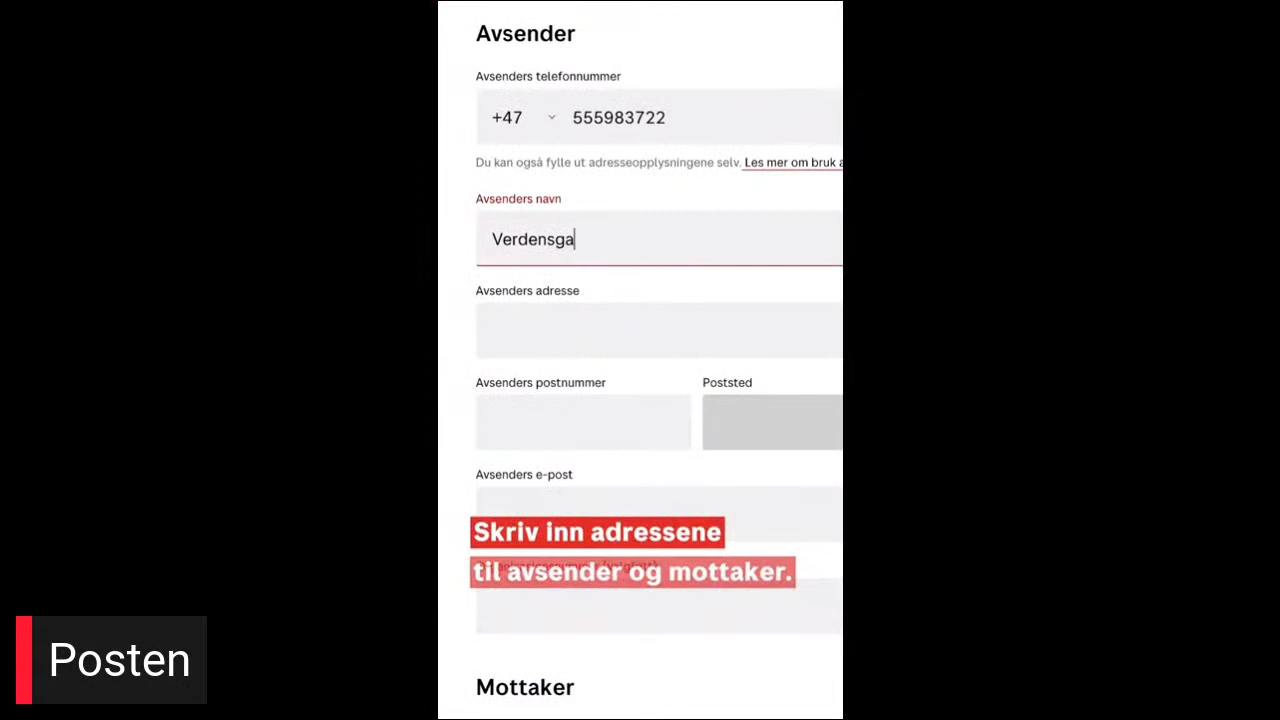 Avsender
Avsenders telefonnummer
+47 555983722
Du kan også fylle ut adresseopplysningene selv. Les mer om bruk a
Avsenders navn
Verdensga
Avsenders adresse
Avsenders postnummer Poststed
Avsenders e-post
Skriv inn adressene
til avsender og mottaker.
Posten
Mottaker